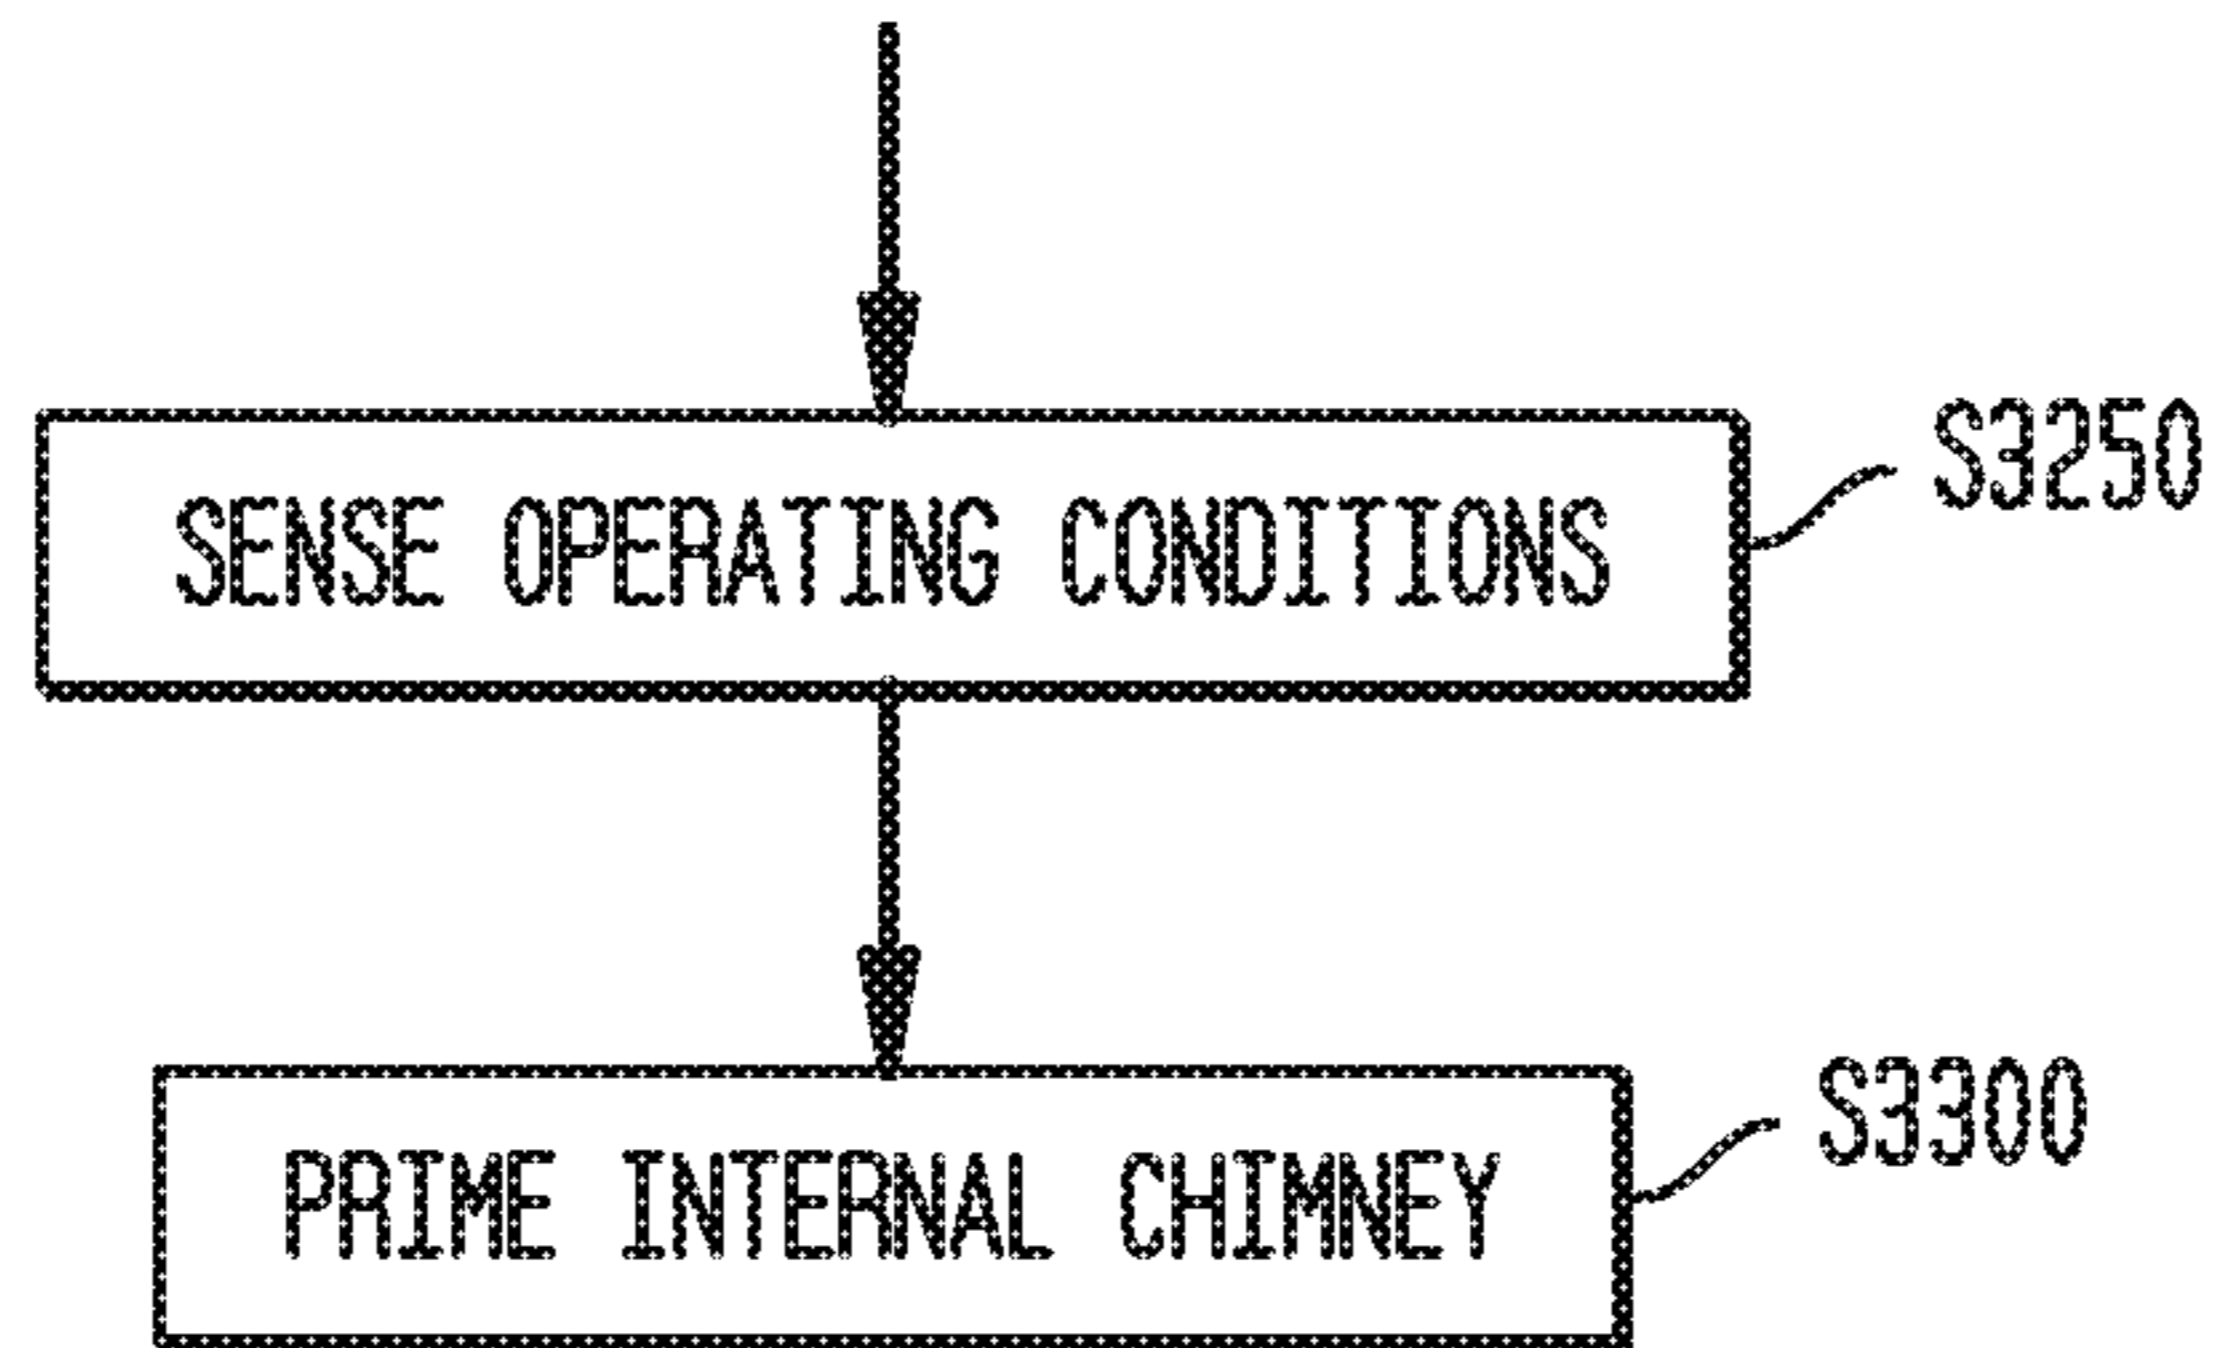 S3250
SENSE OPERATING CONDITIONS
S3300
PRIME INTERNAL CHIMNEY